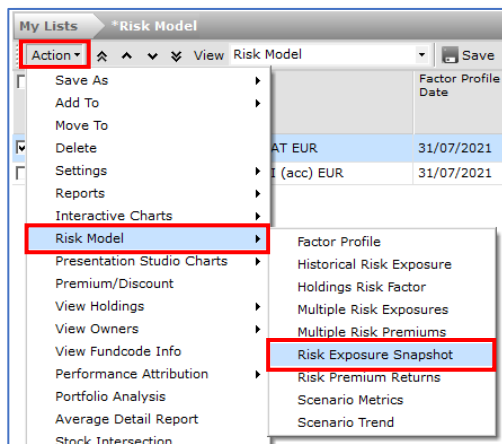 My Lists *Risk Model
Action View Risk Model Save
Factor Profile
Date
Save As
Add To
Move To
Delete AT EUR 31/07/2021
Settings I (acc) EUR 31/07/2021
Reports
Interactive Charts
Risk Model
Presentation Studio Charts
Premium/Discount
View Holdings
View Owners
View Fundcode Info
Performance Attribution
Portfolio Analysis
Average Detail Report
Stock Intersection
Factor Profile
Historical Risk Exposure
Holdings Risk Factor
Multiple Risk Exposures
Multiple Risk Premiums
Risk Exposure Snapshot
Risk Premium Returns
Scenario Metrics
Scenario Trend